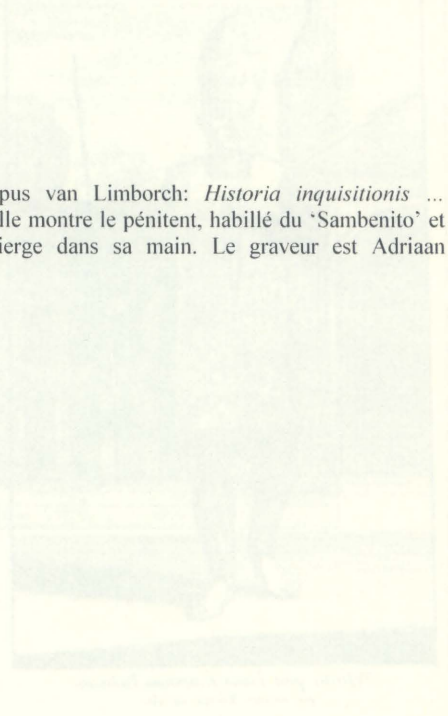 pus van Limborch: Historia inquisitionis ...
lle montre le pénitent, habillé du ‘Sambenito’ et
ierge dans sa main. Le graveur est Adriaan